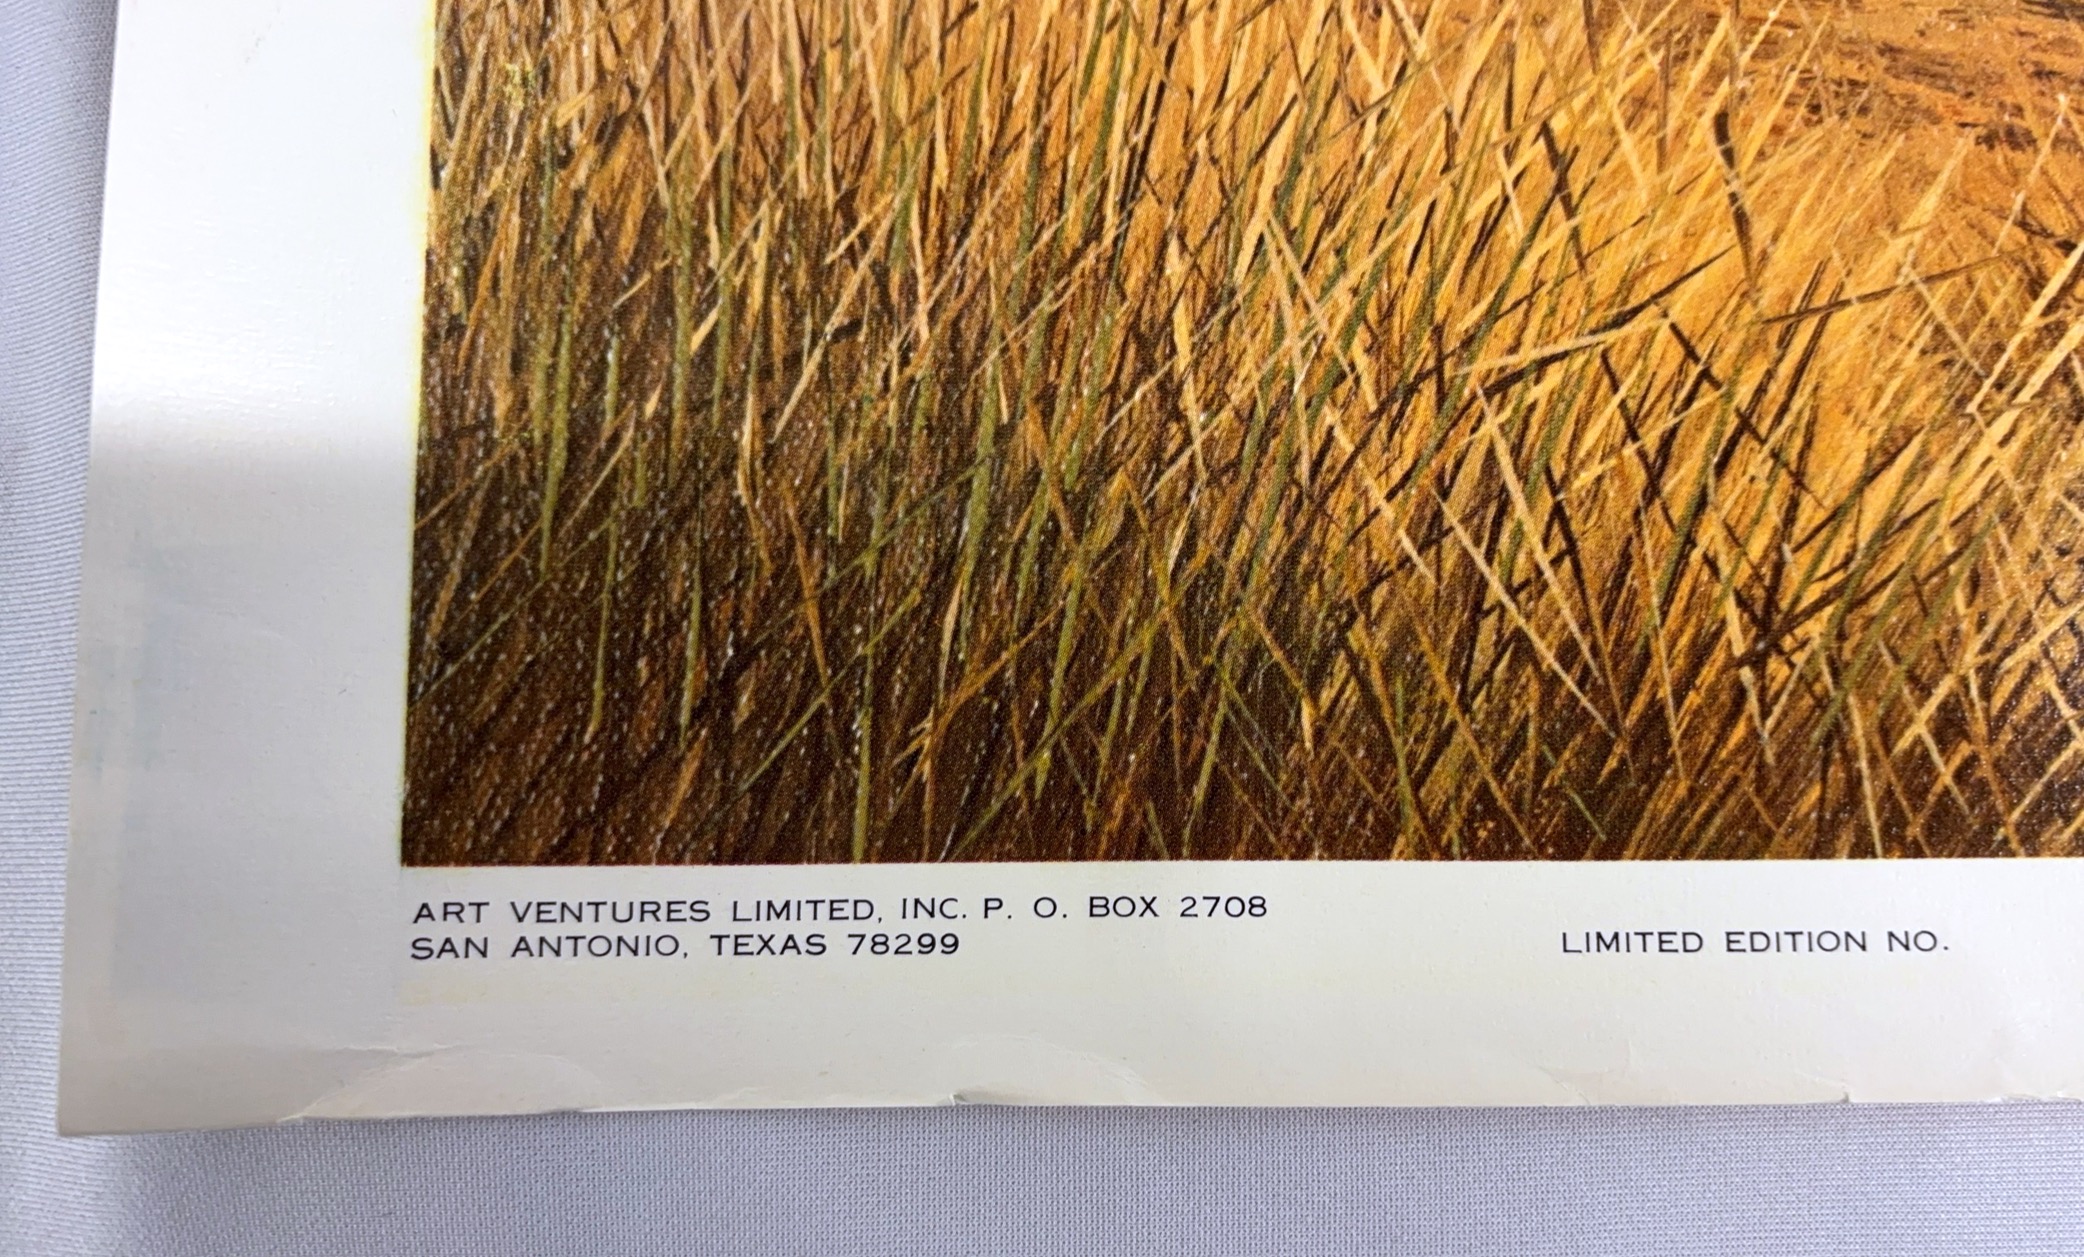 ART VENTURES LIMITED, INC. P. O. BOX 2708
SAN ANTONIO, TEXAS 78299
LIMITED EDITION NO.